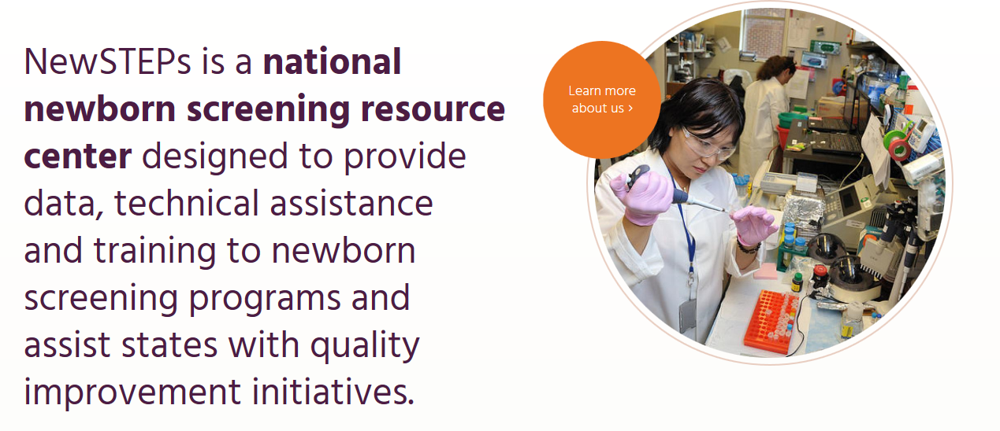 NewSTEPs is a national
newborn screening resource
center designed to provide
data, technical assistance
and training to newborn
screening programs and
assist states with quality
improvement initiatives.
Learn more
about us ›